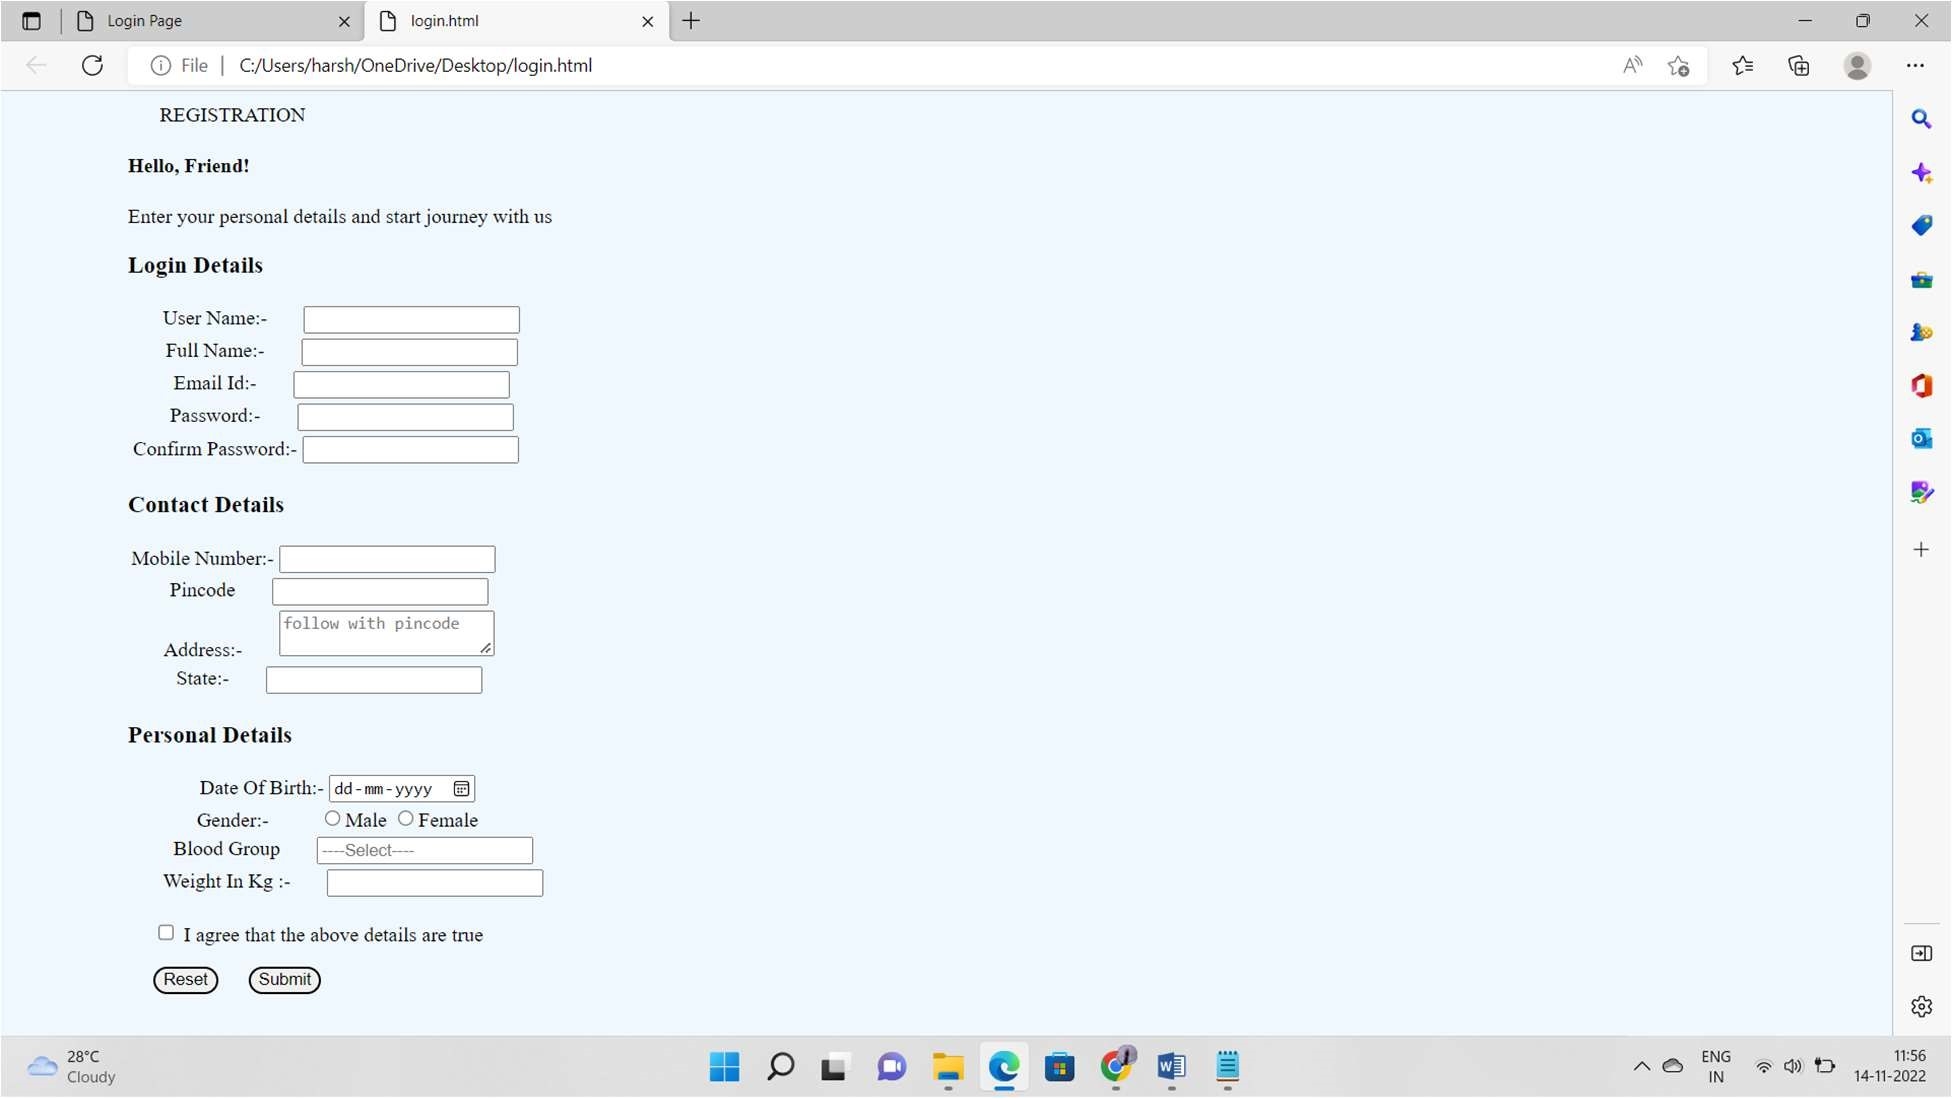 Login Page
login.html
File
C:/Users/harsh/OneDrive/Desktop/login.html
REGISTRATION
Hello, Friend!
Enter your personal details and start journey with us
Login Details
User Name:-
Full Name:-
Email Id:-
Password:-
Confirm Password:-
Contact Details
Mobile Number:-
Pincode
follow with pincode
Address:-
State:-
Personal Details
Date Of Birth:- dd-mm-yyyy
Gender:- Male Female
Blood Group ----Select----
Weight In Kg :-
I agree that the above details are true
Reset Submit
28°C
Cloudy
ENG
IN
11:56
14-11-2022